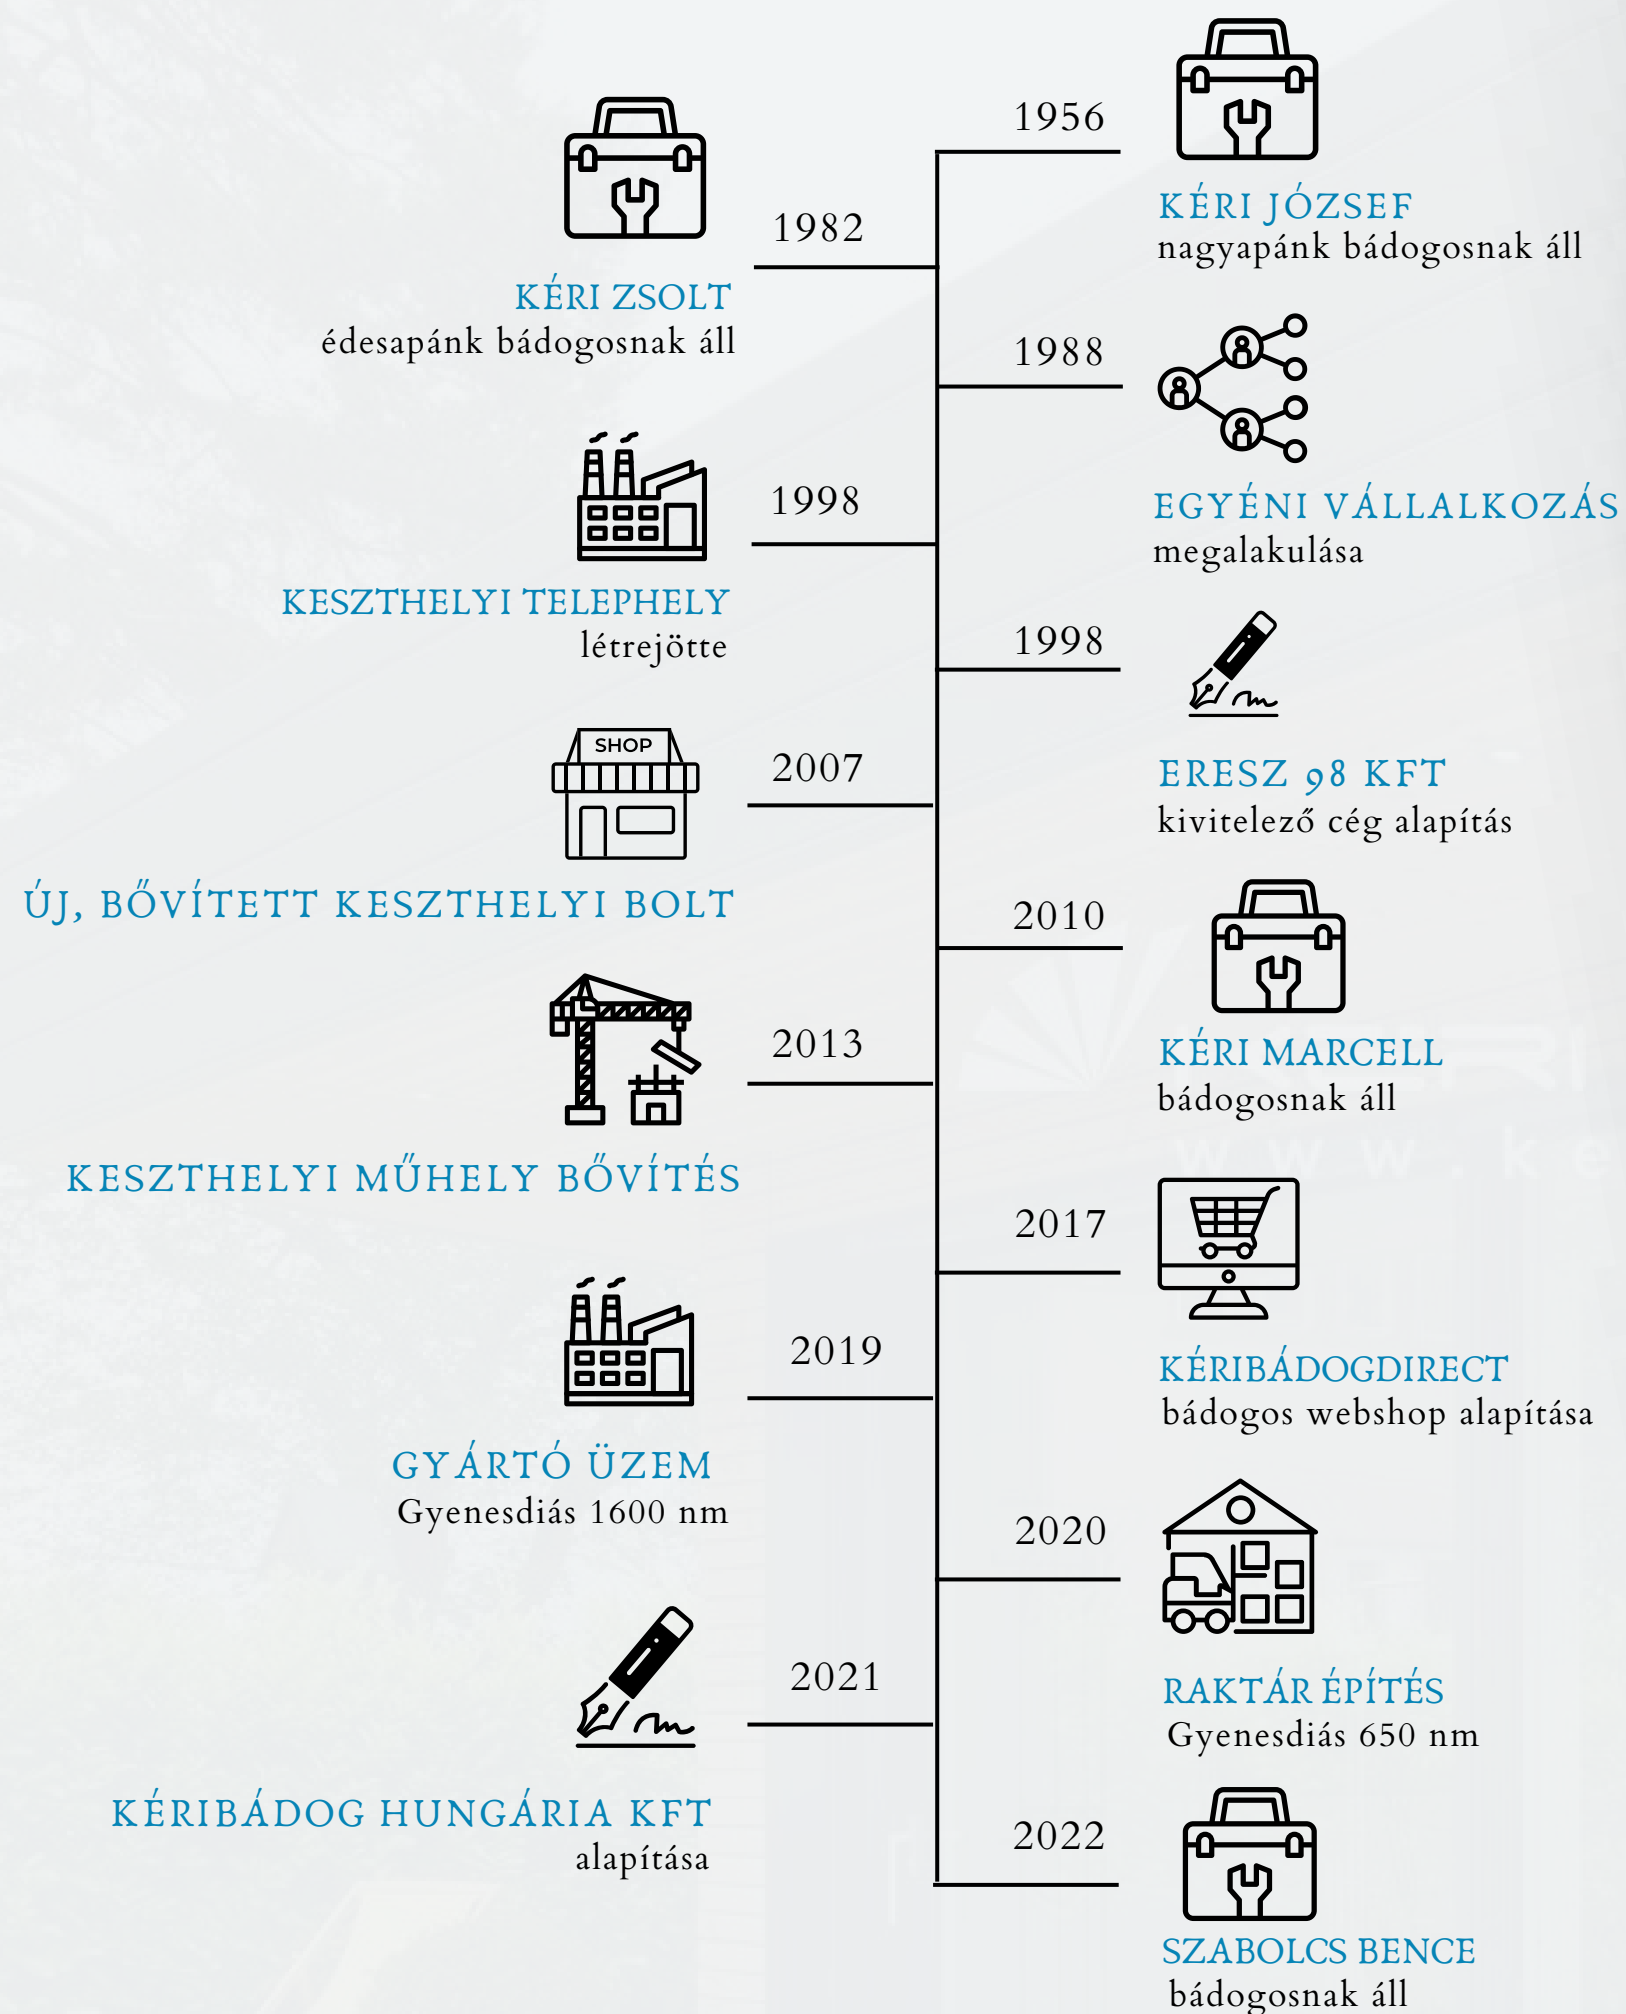 1956
KÉRI JÓZSEF
nagyapánk bádogosnak áll
1982
KÉRI ZSOLT
édesapánk bádogosnak áll
1988
EGYÉNI VÁLLALKOZÁS
megalakulása
1998
KESZTHELYI TELEPHELY
létrejötte
1998
ERESZ 98 KFT
kivitelező cég alapítás
SHOP
2007
ÚJ, BŐVÍTETT KESZTHELYI BOLT
2010
KÉRI MARCELL
bádogosnak áll
2013
KESZTHELYI MŰHELY BŐVÍTÉS
www.ke
2017
KÉRIBÁDOGDIRECT
bádogos webshop alapítása
2019
GYÁRTÓ ÜZEM
Gyenesdiás 1600 nm
2020
RAKTÁR ÉPÍTÉS
Gyenesdiás 650 nm
2021
KÉRIBÁDOG HUNGÁRIA KFT
alapítása
2022
SZABOLCS BENCE
bádogosnak áll